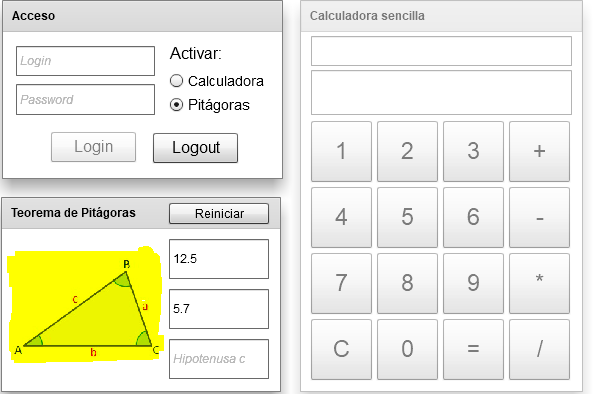 Acceso
Login
Password
Activar:
Calculadora
Pitágoras
Login
Logout
Teorema de Pitágoras
Reiniciar
B
c
a
A
b
C
12.5
5.7
Hipotenusa c
Calculadora sencilla
1 2 3 +
4 5 6 -
7 8 9 *
C 0 = /